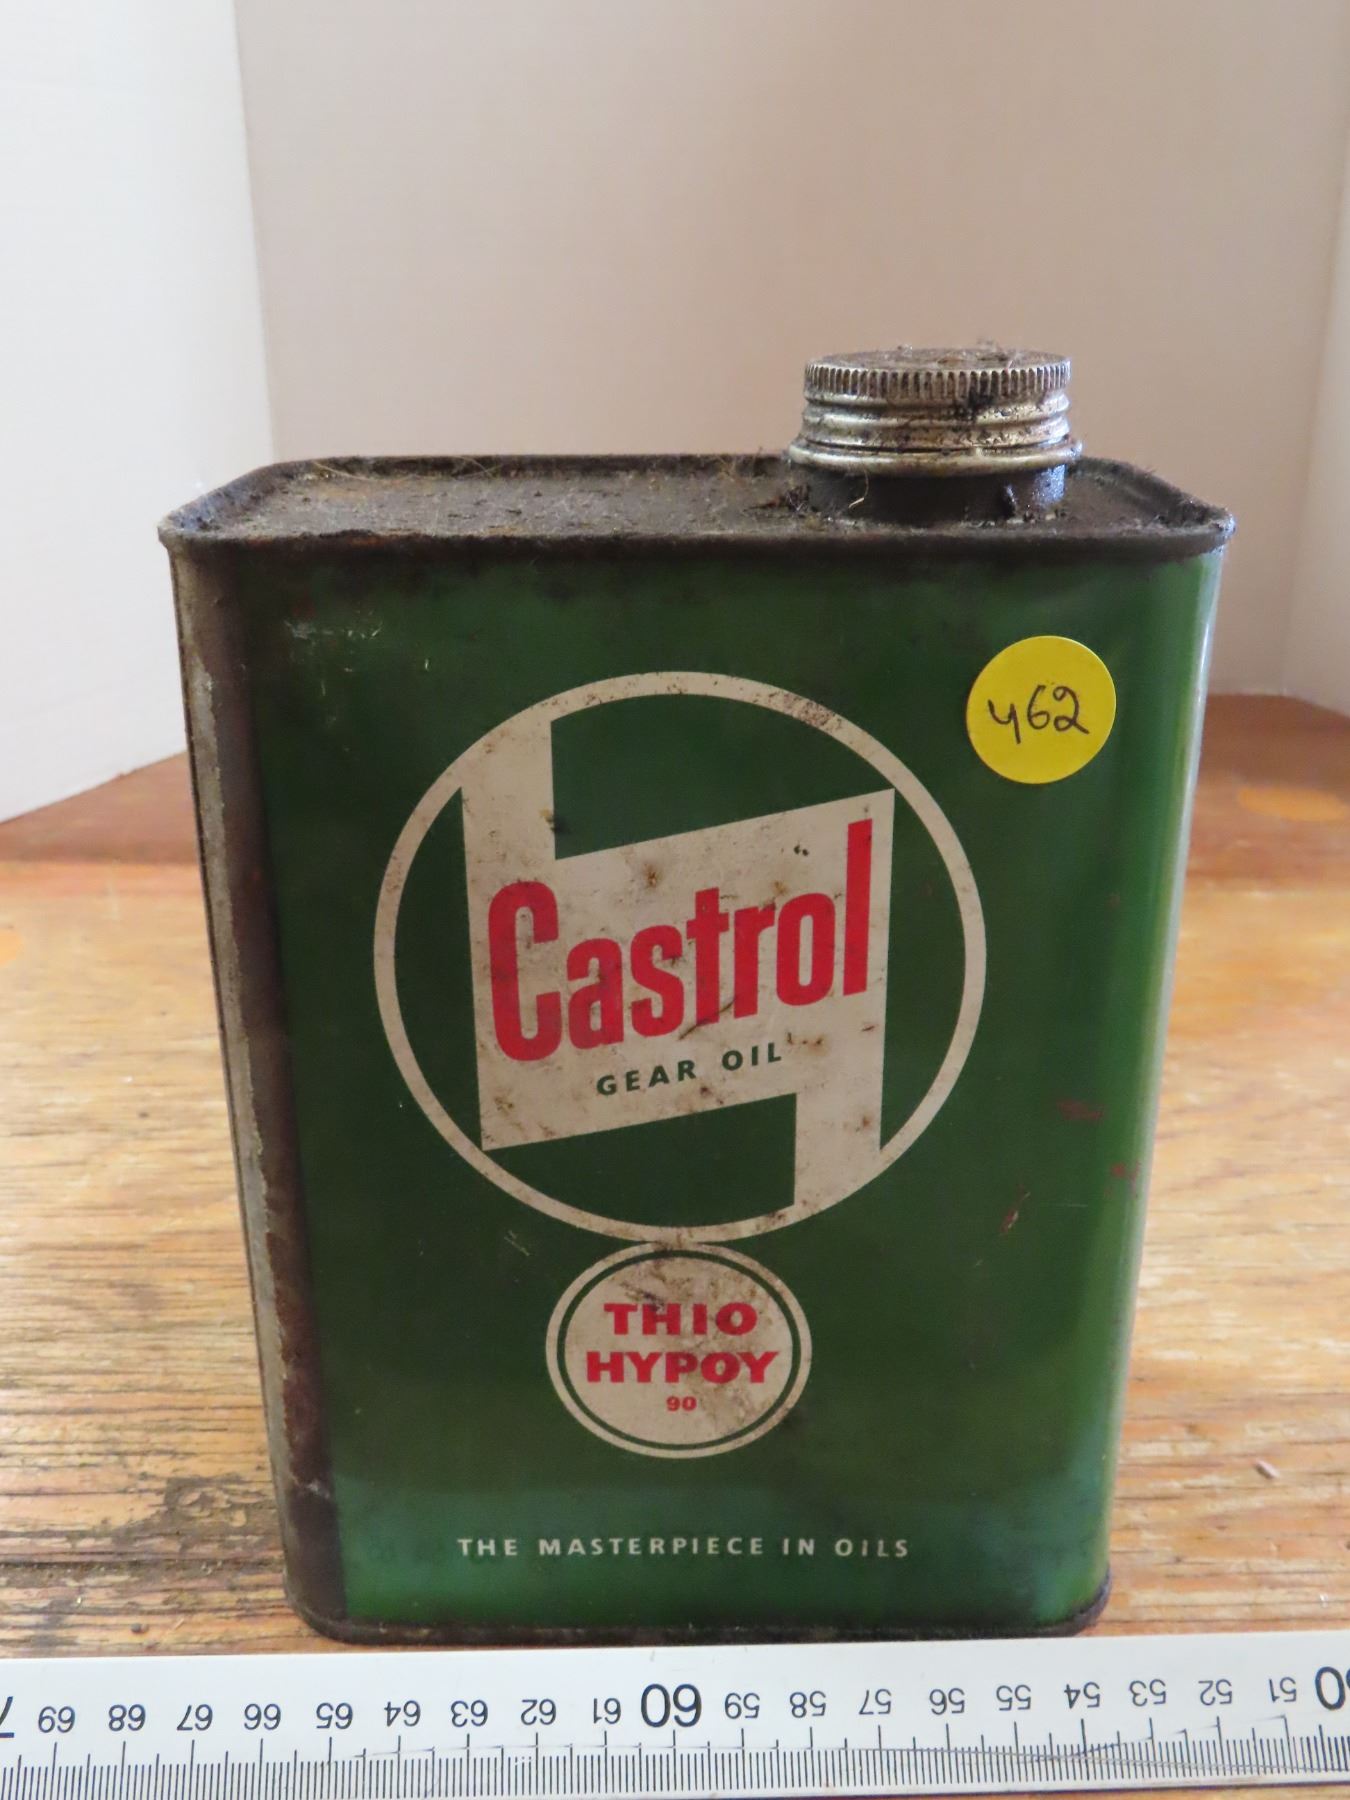 462
Castrol
GEAR OIL
THIO
HYPOY
90
THE MASTERPIECE IN OILS
69 68 67 66 65 64 63 62 61 60 59 58 57 56 55 54 53 52 51